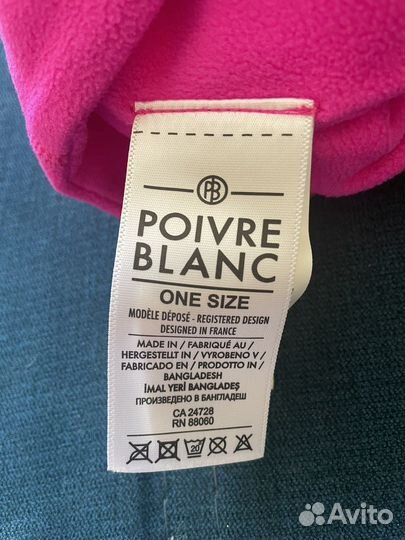 PB
POIVRE
BLANC
ONE SIZE
MODÈLE DÉPOSÉ - REGISTERED DESIGN
DESIGNED IN FRANCE
MADE IN / FABRIQUÉ AU /
HERGESTELLT IN / VYROBENO V /
FABRICADO EN / PRODOTTO IN /
BANGLADESH
İMAL YERİ BANGLADEŞ
ПРОИЗВЕДЕНО В БАНГЛАДЕШ
CA 24728
RN 88060
20
Avito